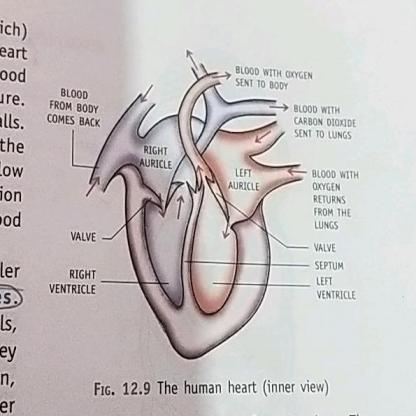 ich)
eart
ood
ure.
alls.
the
low
ion
ood
ler
es.
ls,
ey
n,
er
BLOOD WITH OXYGEN
SENT TO BODY
BLOOD
FROM BODY
COMES BACK
BLOOD WITH
CARBON DIOXIDE
SENT TO LUNGS
RIGHT
AURICLE
LEFT
AURICLE
BLOOD WITH
OXYGEN
RETURNS
FROM THE
LUNGS
VALVE
VALVE
SEPTUM
RIGHT
VENTRICLE
LEFT
VENTRICLE
FIG. 12.9 The human heart (inner view)